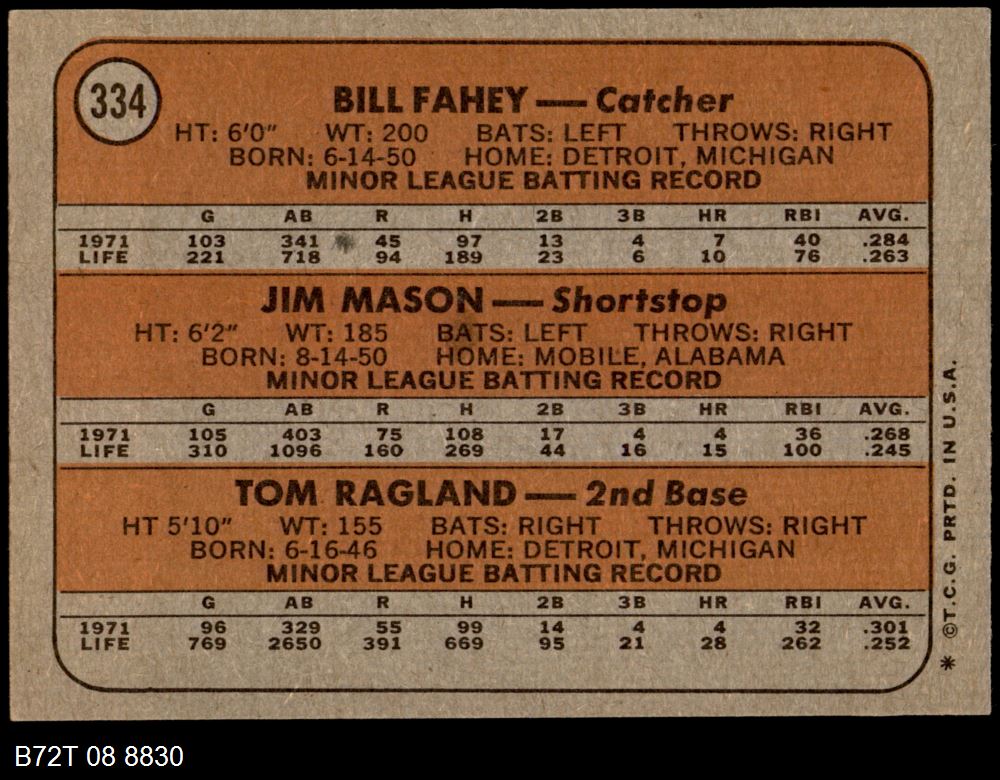 334
BILL FAHEY — Catcher
HT: 6'0" WT: 200 BATS: LEFT THROWS: RIGHT
BORN: 6-14-50 HOME: DETROIT, MICHIGAN
MINOR LEAGUE BATTING RECORD
G AB R H 2B 3B HR RBI AVG.
1971 103 341 45 97 13 4 7 40 .284
LIFE 221 718 94 189 23 6 10 76 .263
JIM MASON — Shortstop
HT: 6'2" WT: 185 BATS: LEFT THROWS: RIGHT
BORN: 8-14-50 HOME: MOBILE, ALABAMA
MINOR LEAGUE BATTING RECORD
G AB R H 2B 3B HR RBI AVG.
1971 105 403 75 108 17 4 4 36 .268
LIFE 310 1096 160 269 44 16 15 100 .245
TOM RAGLAND — 2nd Base
HT 5'10" WT: 155 BATS: RIGHT THROWS: RIGHT
BORN: 6-16-46 HOME: DETROIT, MICHIGAN
MINOR LEAGUE BATTING RECORD
G AB R H 2B 3B HR RBI AVG.
1971 96 329 55 99 14 4 4 32 .301
LIFE 769 2650 391 669 95 21 28 262 .252
* ©T.C.G. PRTD. IN U.S.A.
B72T 08 8830